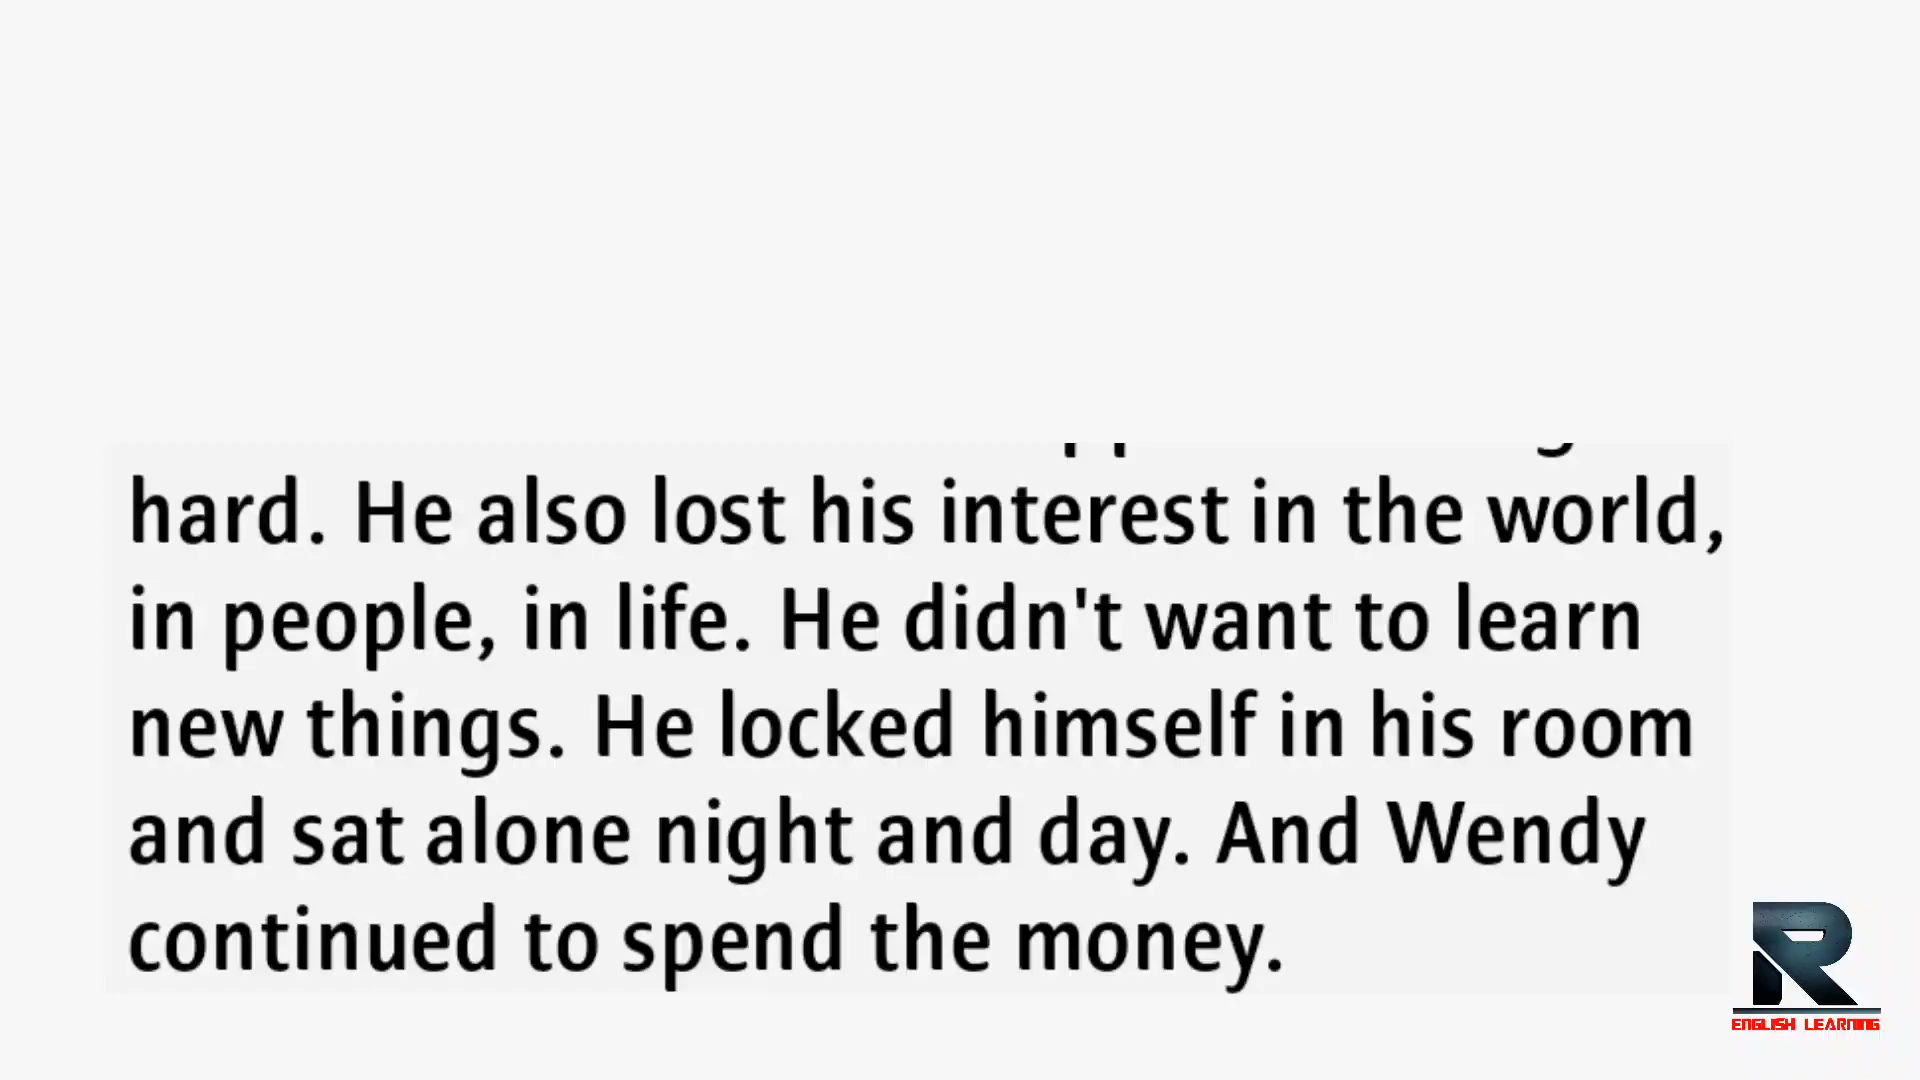 hard. He also lost his interest in the world,
in people, in life. He didn't want to learn
new things. He locked himself in his room
and sat alone night and day. And Wendy
continued to spend the money.
R
ENGLISH LEARNING